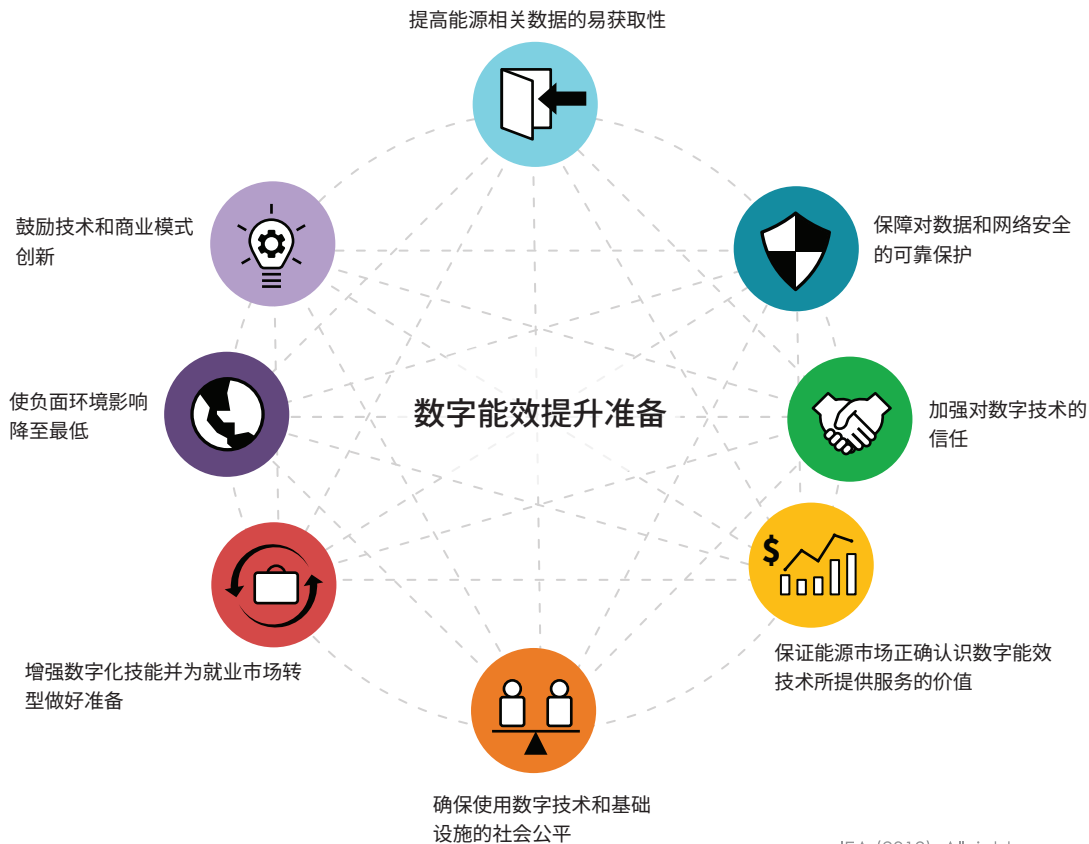 提高能源相关数据的易获取性
鼓励技术和商业模式
创新
保障对数据和网络安全
的可靠保护
使负面环境影响
降至最低
数字能效提升准备
加强对数字技术的
信任
$
增强数字化技能并为就业市场转
型做好准备
保证能源市场正确认识数字能效
技术所提供服务的价值
确保使用数字技术和基础
设施的社会公平